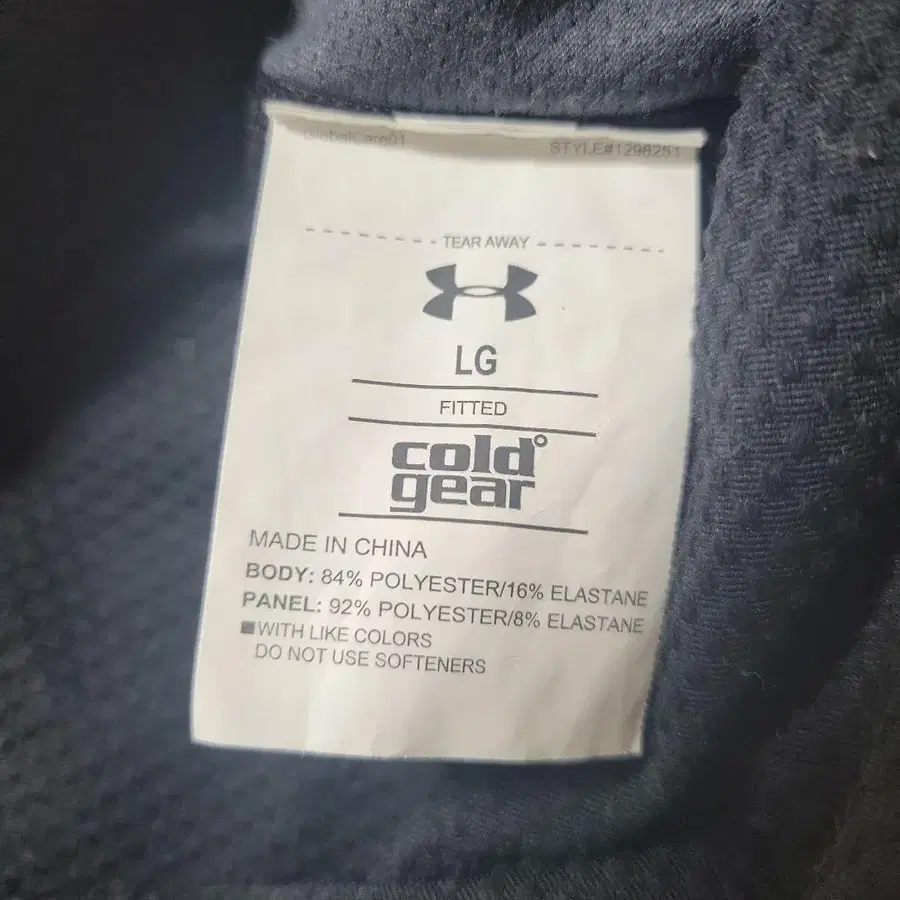 GlobalCare01
STYLE#1298251
TEAR AWAY
LG
FITTED
cold°
gear
MADE IN CHINA
BODY: 84% POLYESTER/16% ELASTANE
PANEL: 92% POLYESTER/8% ELASTANE
■WITH LIKE COLORS
DO NOT USE SOFTENERS